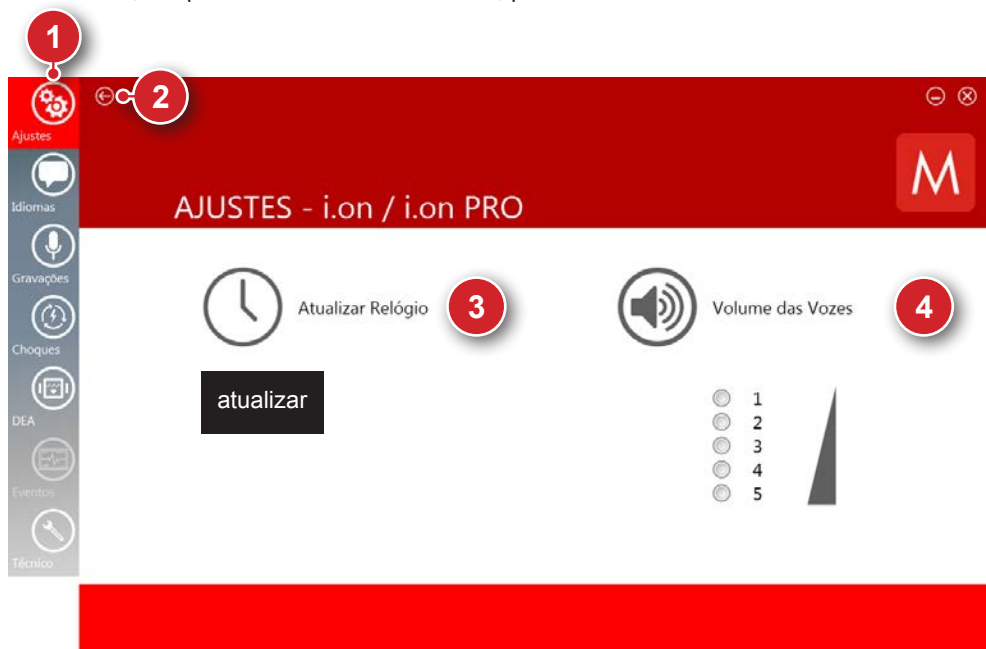 1
2
Ajustes
M
Idiomas
AJUSTES - i.on / i.on PRO
Gravações
Atualizar Relógio
3
Volume das Vozes
4
Choques
atualizar
1
2
3
4
5
DEA
Eventos
Técnico